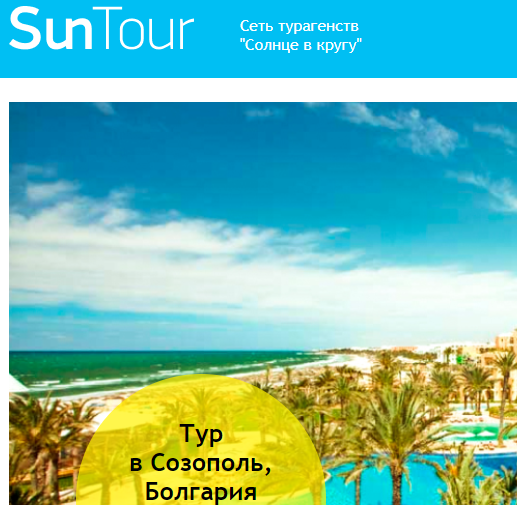 SunTour
Сеть турагенств
"Солнце в кругу"
Тур
в Созополь,
Болгария